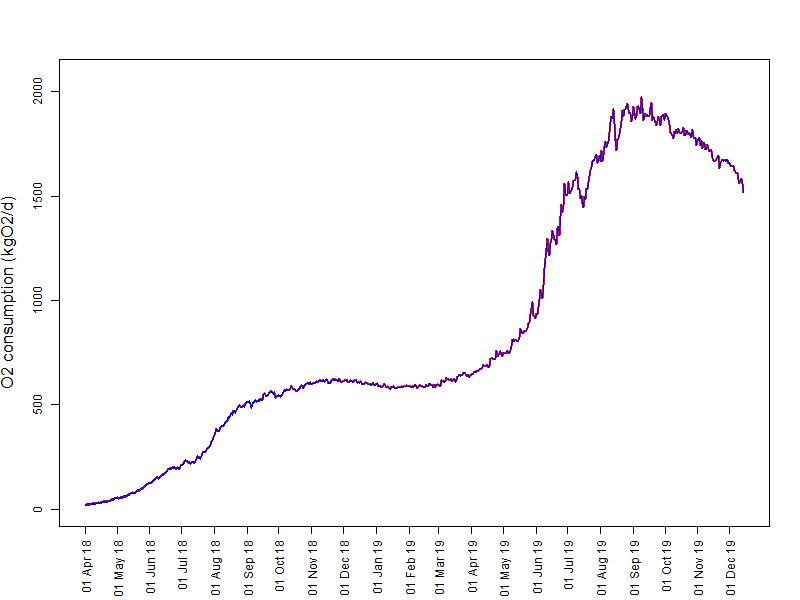 O2 consumption (kgO2/d)
2000
1500
1000
500
0
01 Apr 18
01 May 18
01 Jun 18
01 Jul 18
01 Aug 18
01 Sep 18
01 Oct 18
01 Nov 18
01 Dec 18
01 Jan 19
01 Feb 19
01 Mar 19
01 Apr 19
01 May 19
01 Jun 19
01 Jul 19
01 Aug 19
01 Sep 19
01 Oct 19
01 Nov 19
01 Dec 19